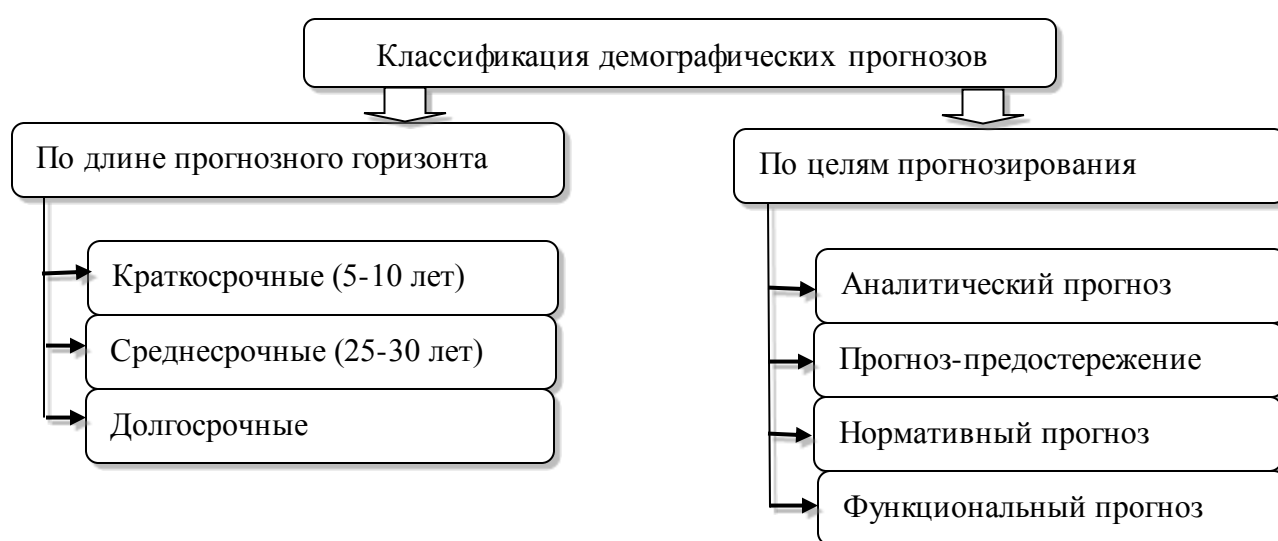 Классификация демографических прогнозов
По длине прогнозного горизонта
Краткосрочные (5-10 лет)
Среднесрочные (25-30 лет)
Долгосрочные
По целям прогнозирования
Аналитический прогноз
Прогноз-предостережение
Нормативный прогноз
Функциональный прогноз